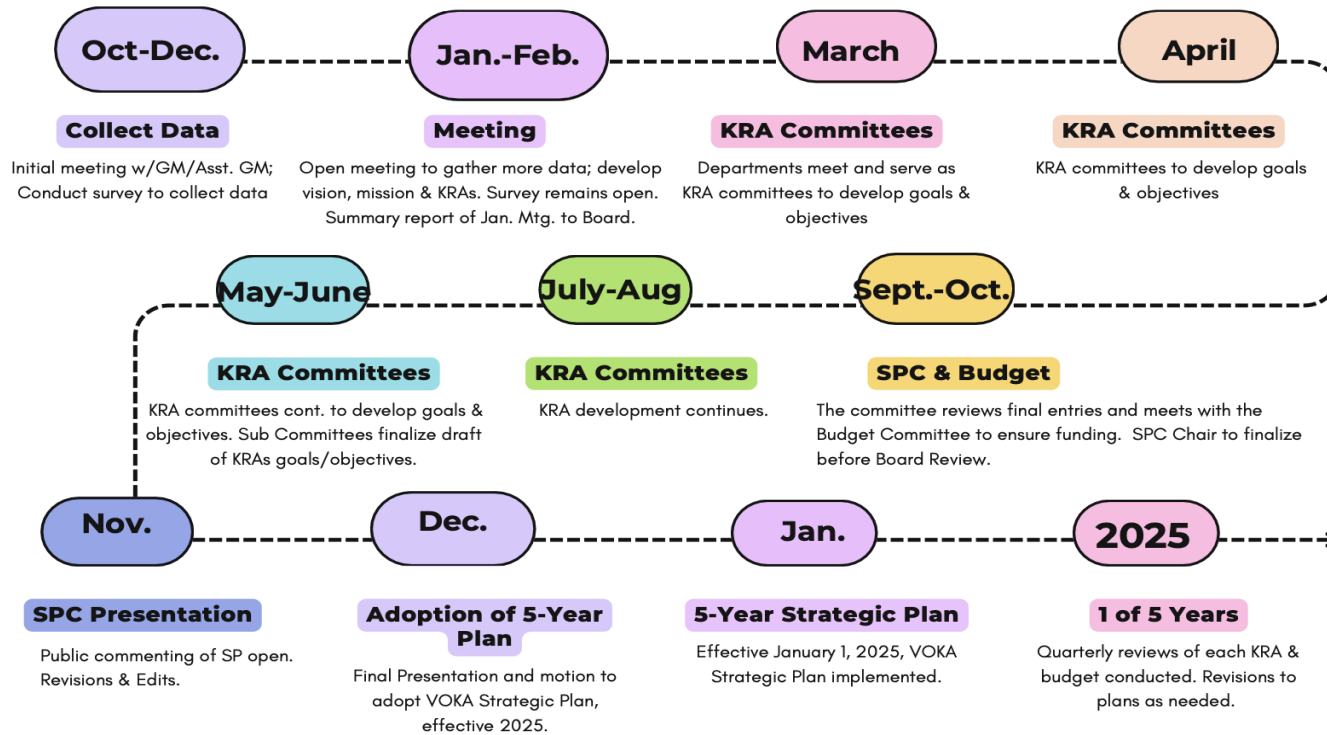 Oct-Dec.
Collect Data
Initial meeting w/GM/Asst. GM;
Conduct survey to collect data
Jan.-Feb.
Meeting
Open meeting to gather more data; develop
vision, mission & KRAs. Survey remains open.
Summary report of Jan. Mtg. to Board.
March
KRA Committees
Departments meet and serve as
KRA committees to develop goals &
objectives
April
KRA Committees
KRA committees to develop goals
& objectives
May-June
KRA Committees
KRA committees cont. to develop goals &
objectives. Sub Committees finalize draft
of KRAs goals/objectives.
July-Aug
KRA Committees
KRA development continues.
Sept.-Oct.
SPC & Budget
The committee reviews final entries and meets with the
Budget Committee to ensure funding. SPC Chair to finalize
before Board Review.
Nov.
SPC Presentation
Public commenting of SP open.
Revisions & Edits.
Dec.
Adoption of 5-Year
Plan
Final Presentation and motion to
adopt VOKA Strategic Plan,
effective 2025.
Jan.
5-Year Strategic Plan
Effective January 1, 2025, VOKA
Strategic Plan implemented.
2025
1 of 5 Years
Quarterly reviews of each KRA &
budget conducted. Revisions to
plans as needed.